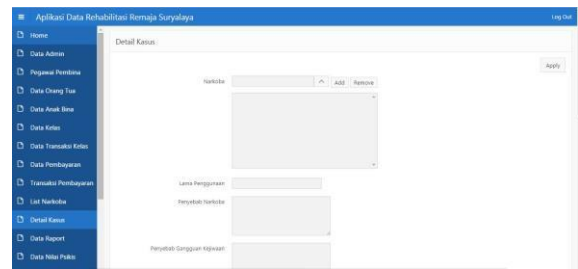 Aplikasi Data Rehabilitasi Remaja Suryalaya
Log Out
Home
Data Admin
Pegawai Pembina
Data Orang Tua
Data Anak Bina
Data Kelas
Data Transaksi Kelas
Data Pembayaran
Transaksi Pembayaran
List Narkoba
Detail Kasus
Data Raport
Data Nilai Psikis
Detail Kasus
Apply
Narkoba
Add
Remove
Lama Penggunaan
Penyebab Narkoba
Penyebab Gangguan Kejiwaan